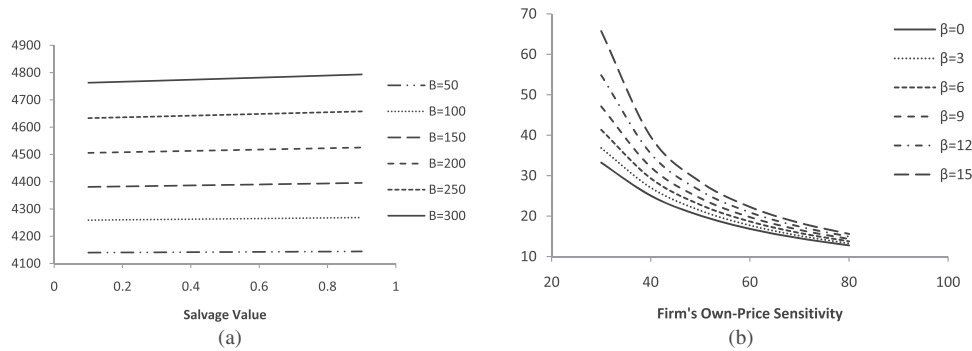 4900
4800
4700
4600
4500
4400
4300
4200
4100
0
0.2
0.4
0.6
0.8
1
Salvage Value
B=50
B=100
B=150
B=200
B=250
B=300
(a)
70
60
50
40
30
20
10
20
40
60
80
100
Firm's Own-Price Sensitivity
β=0
β=3
β=6
β=9
β=12
β=15
(b)